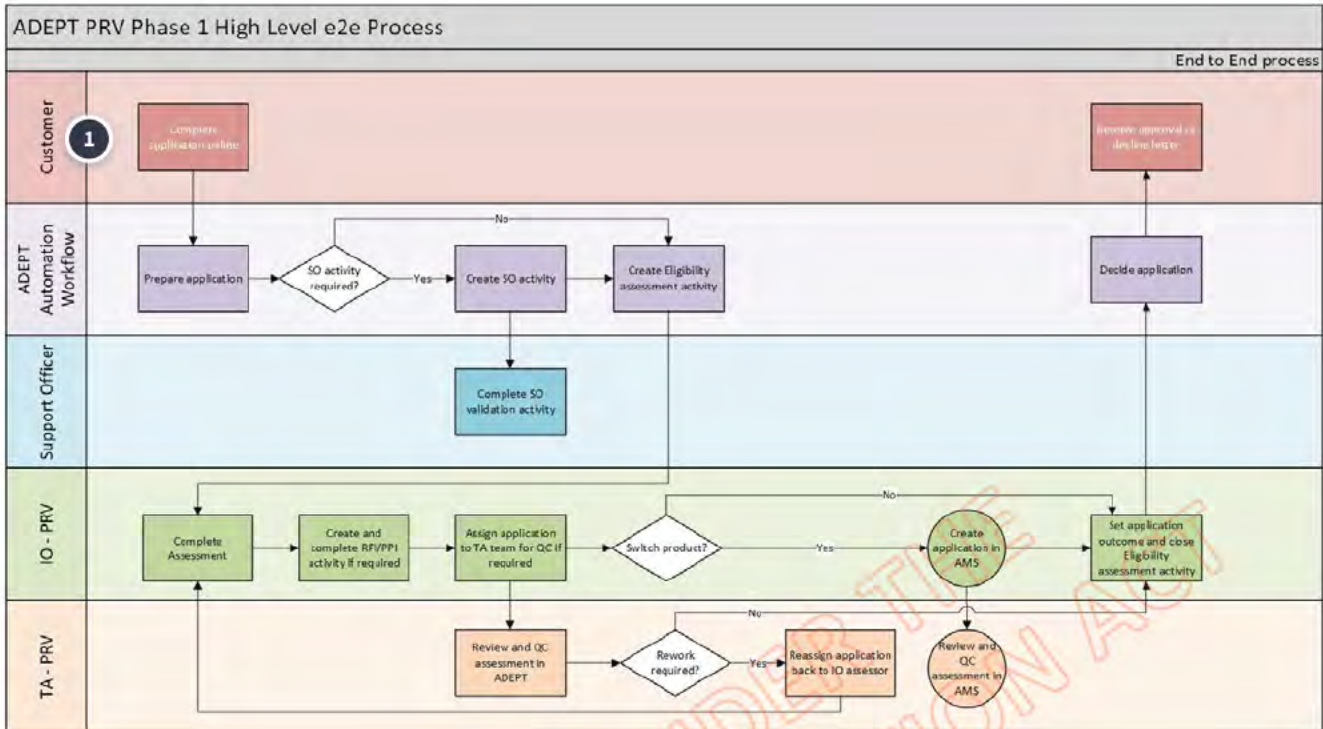 ADEPT PRV Phase 1 High Level e2e Process
End to End process
Customer
1
Complete
application online
Receive approval or
decline letter
ADEPT
Automation
Workflow
Prepare application
SO activity
required?
No
Yes
Create SO activity
Create Eligibility
assessment activity
Decide application
Support Officer
Complete SO
validation activity
IO - PRV
Complete
Assessment
Create and
complete RFI/PPI
activity if required
Assign application
to TA team for QC if
required
Switch product?
No
Yes
Create
application in
AMS
Set application
outcome and close
Eligibility
assessment activity
TA - PRV
Review and QC
assessment in
ADEPT
Rework
required?
No
Yes
Reassign application
back to IO assessor
Review and
QC
assessment in
AMS
UNDER THE
ION ACT